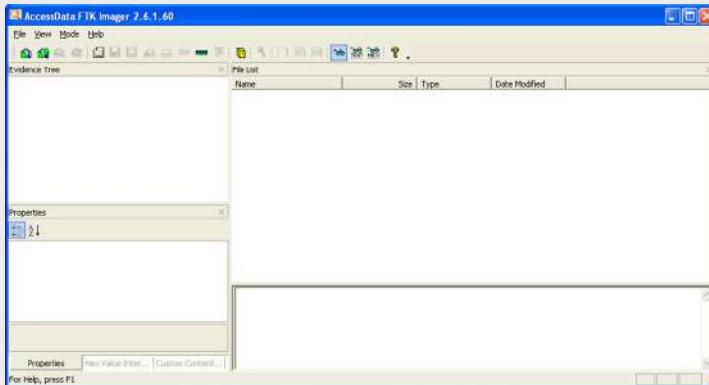 AccessData FTK Imager 2.6.1.60
File View Mode Help
Evidence Tree
File List
Name Size Type Date Modified
Properties
Properties Hex Value Inter... Custom Content...
For Help, press F1